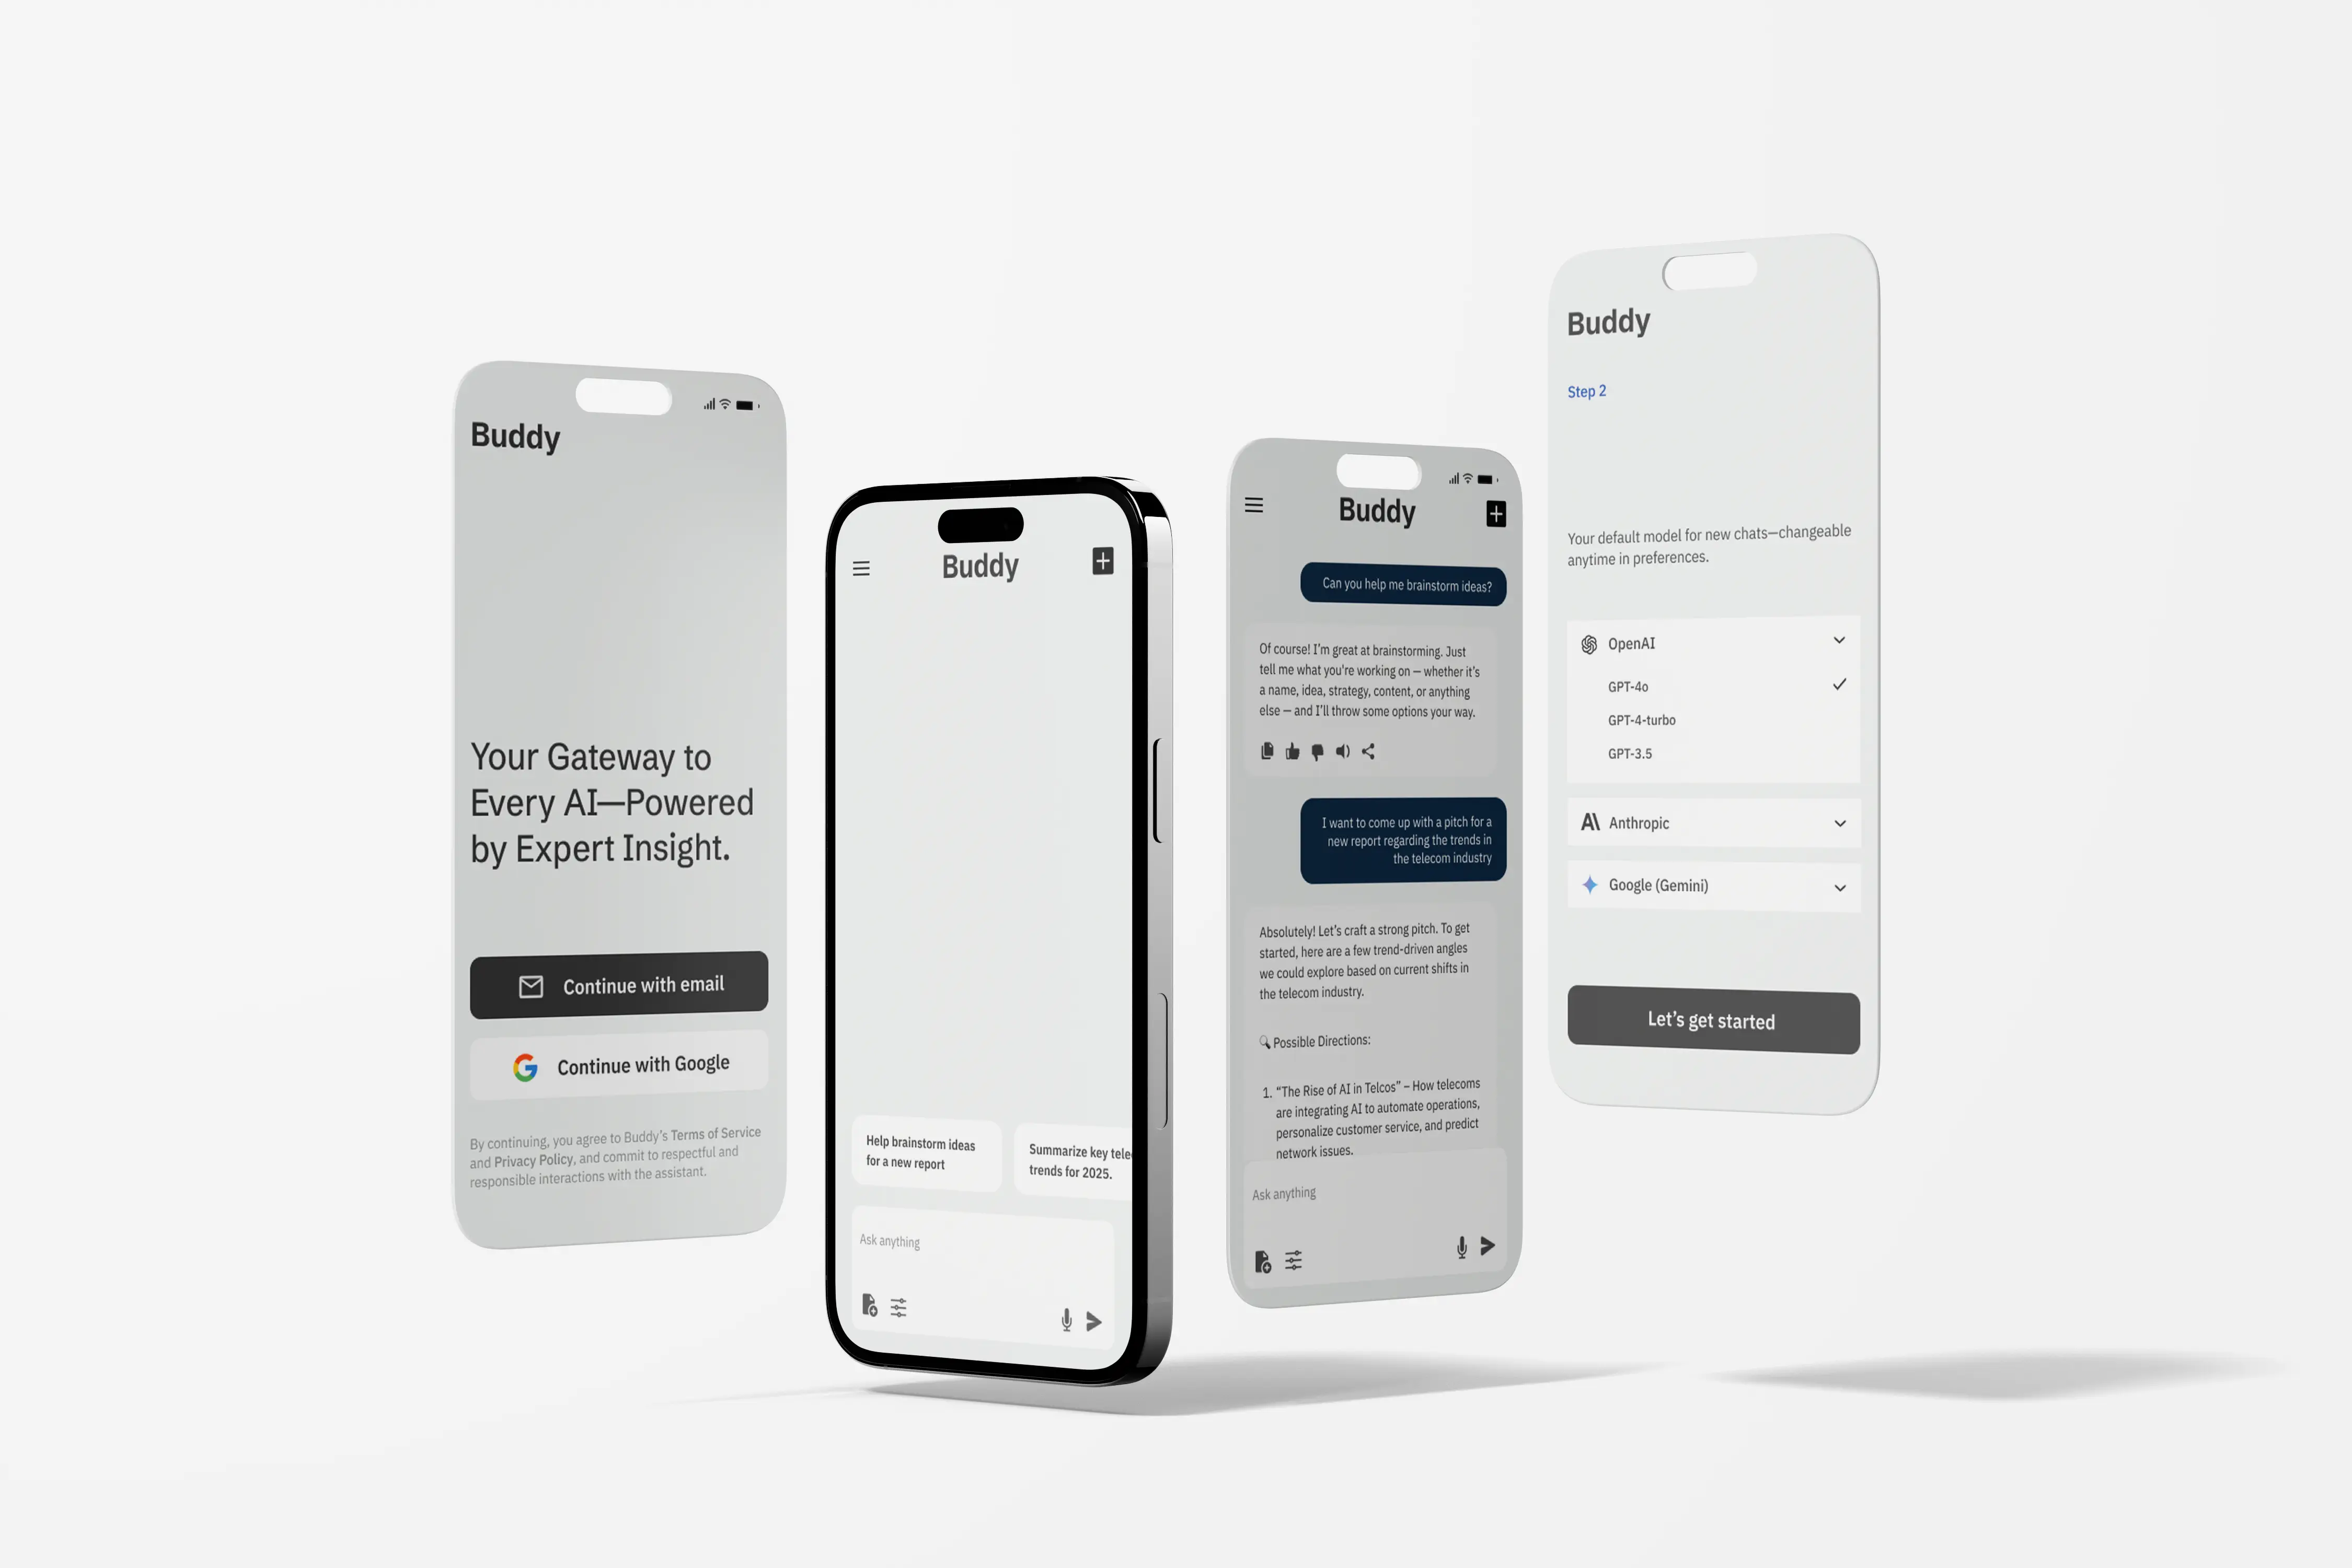 Buddy
Your Gateway to
Every AI—Powered
by Expert Insight.
Continue with email
Continue with Google
By continuing, you agree to Buddy's Terms of Service
and Privacy Policy, and commit to respectful and
responsible interactions with the assistant.
Buddy
Help brainstorm ideas
for a new report
Summarize key tele
trends for 2025.
Ask anything
Buddy
Can you help me brainstorm ideas?
Of course! I'm great at brainstorming. Just
tell me what you're working on — whether it's
a name, idea, strategy, content, or anything
else — and I'll throw some options your way.
I want to come up with a pitch for a
new report regarding the trends in
the telecom industry
Absolutely! Let's craft a strong pitch. To get
started, here are a few trend-driven angles
we could explore based on current shifts in
the telecom industry.
🔍 Possible Directions:
1. “The Rise of AI in Telcos” – How telecoms
are integrating AI to automate operations,
personalize customer service, and predict
network issues.
Ask anything
Buddy
Step 2
Your default model for new chats—changeable
anytime in preferences.
OpenAI
GPT-4o
GPT-4-turbo
GPT-3.5
Anthropic
Google (Gemini)
Let's get started